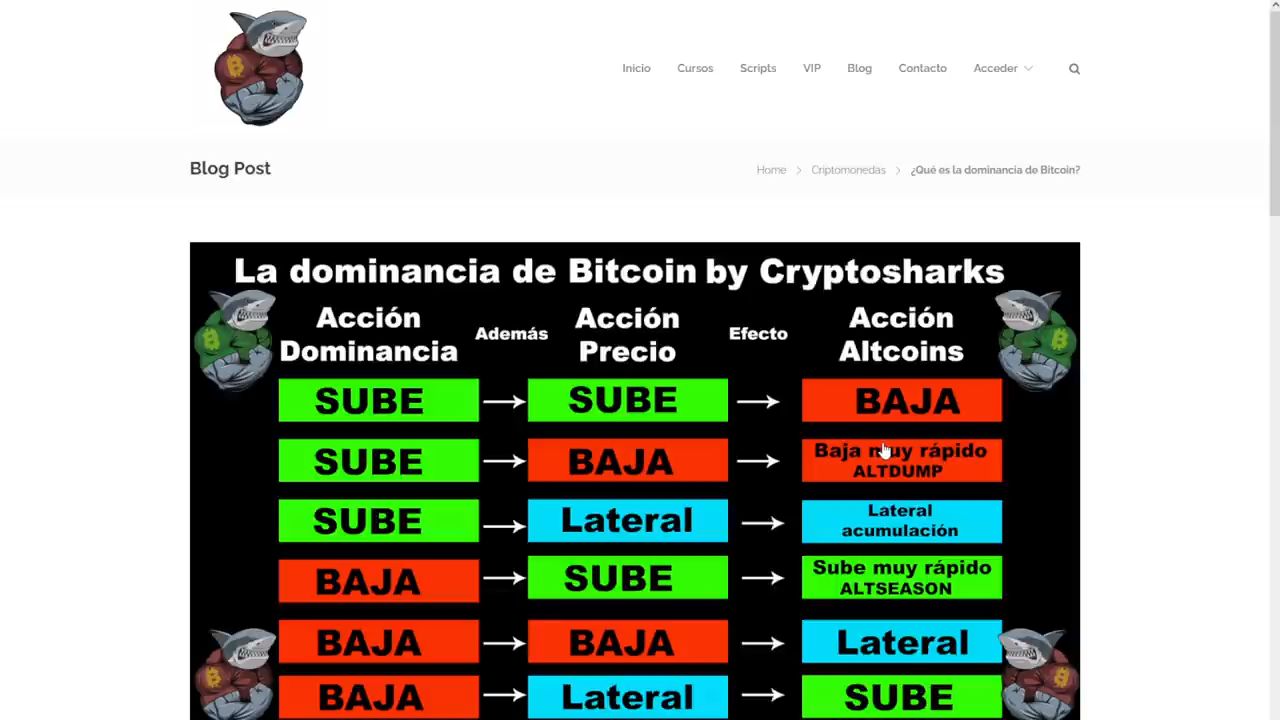 Inicio Cursos Scripts VIP Blog Contacto Acceder
Blog Post
Home > Criptomonedas > ¿Qué es la dominancia de Bitcoin?
La dominancia de Bitcoin by Cryptosharks
Acción Dominancia
Además
Acción Precio
Efecto
Acción Altcoins
SUBE SUBE BAJA
SUBE BAJA Baja muy rápido
ALTDUMP
SUBE Lateral Lateral
acumulación
BAJA SUBE Sube muy rápido
ALTSEASON
BAJA BAJA Lateral
BAJA Lateral SUBE